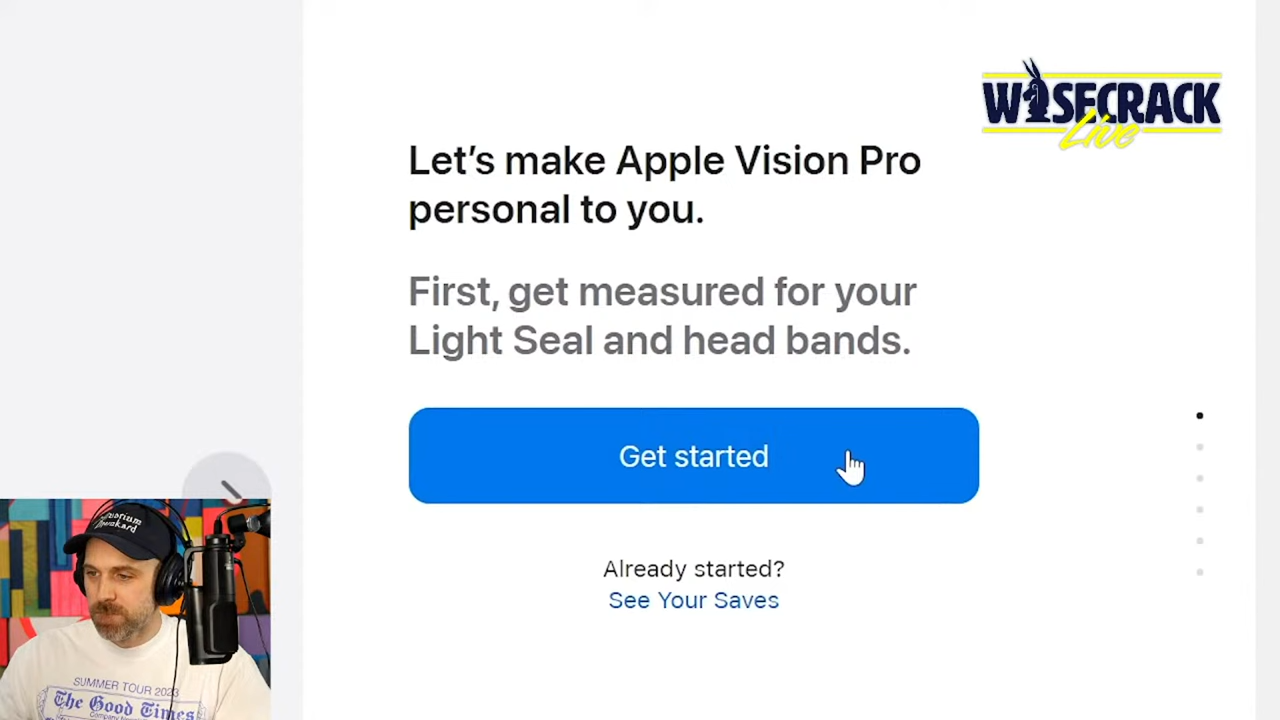 WISECRACK
Live
Let's make Apple Vision Pro
personal to you.
First, get measured for your
Light Seal and head bands.
Get started
Already started?
See Your Saves
SUMMER TOUR 2023
The Good Times